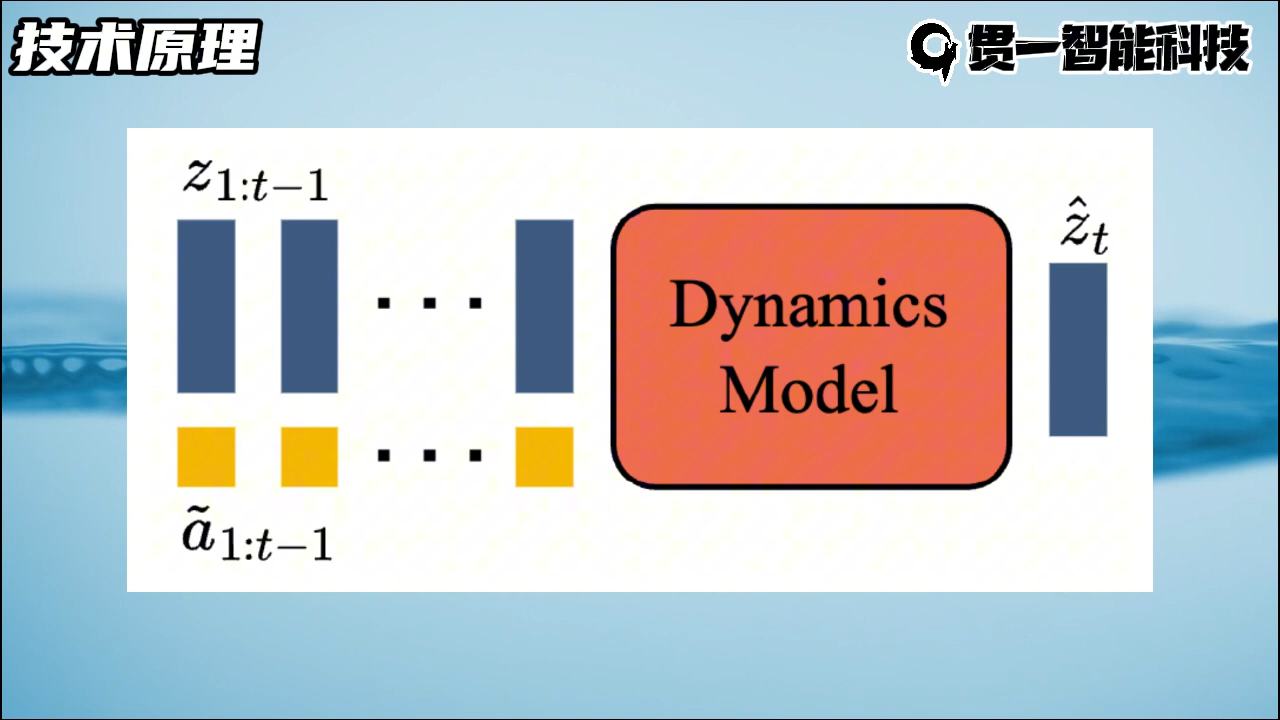 技术原理
贯一智能科技
z_{1:t−1}
ẑ_t
Dynamics
Model
ã_{1:t−1}